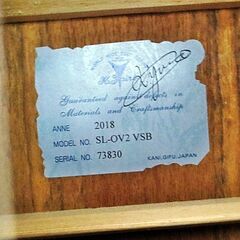 Guaranteed against defects in
Materials and Craftsmanship
ANNE 2018
MODEL NO. SL-OV2 VSB
SERIAL NO. 73830
KANI, GIFU, JAPAN